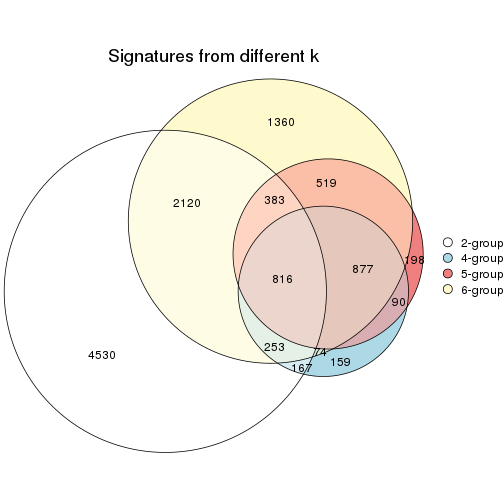 Signatures from different k
1360
519
383
2120
198
877
816
90
253
74
4530
159
167
2-group
4-group
5-group
6-group